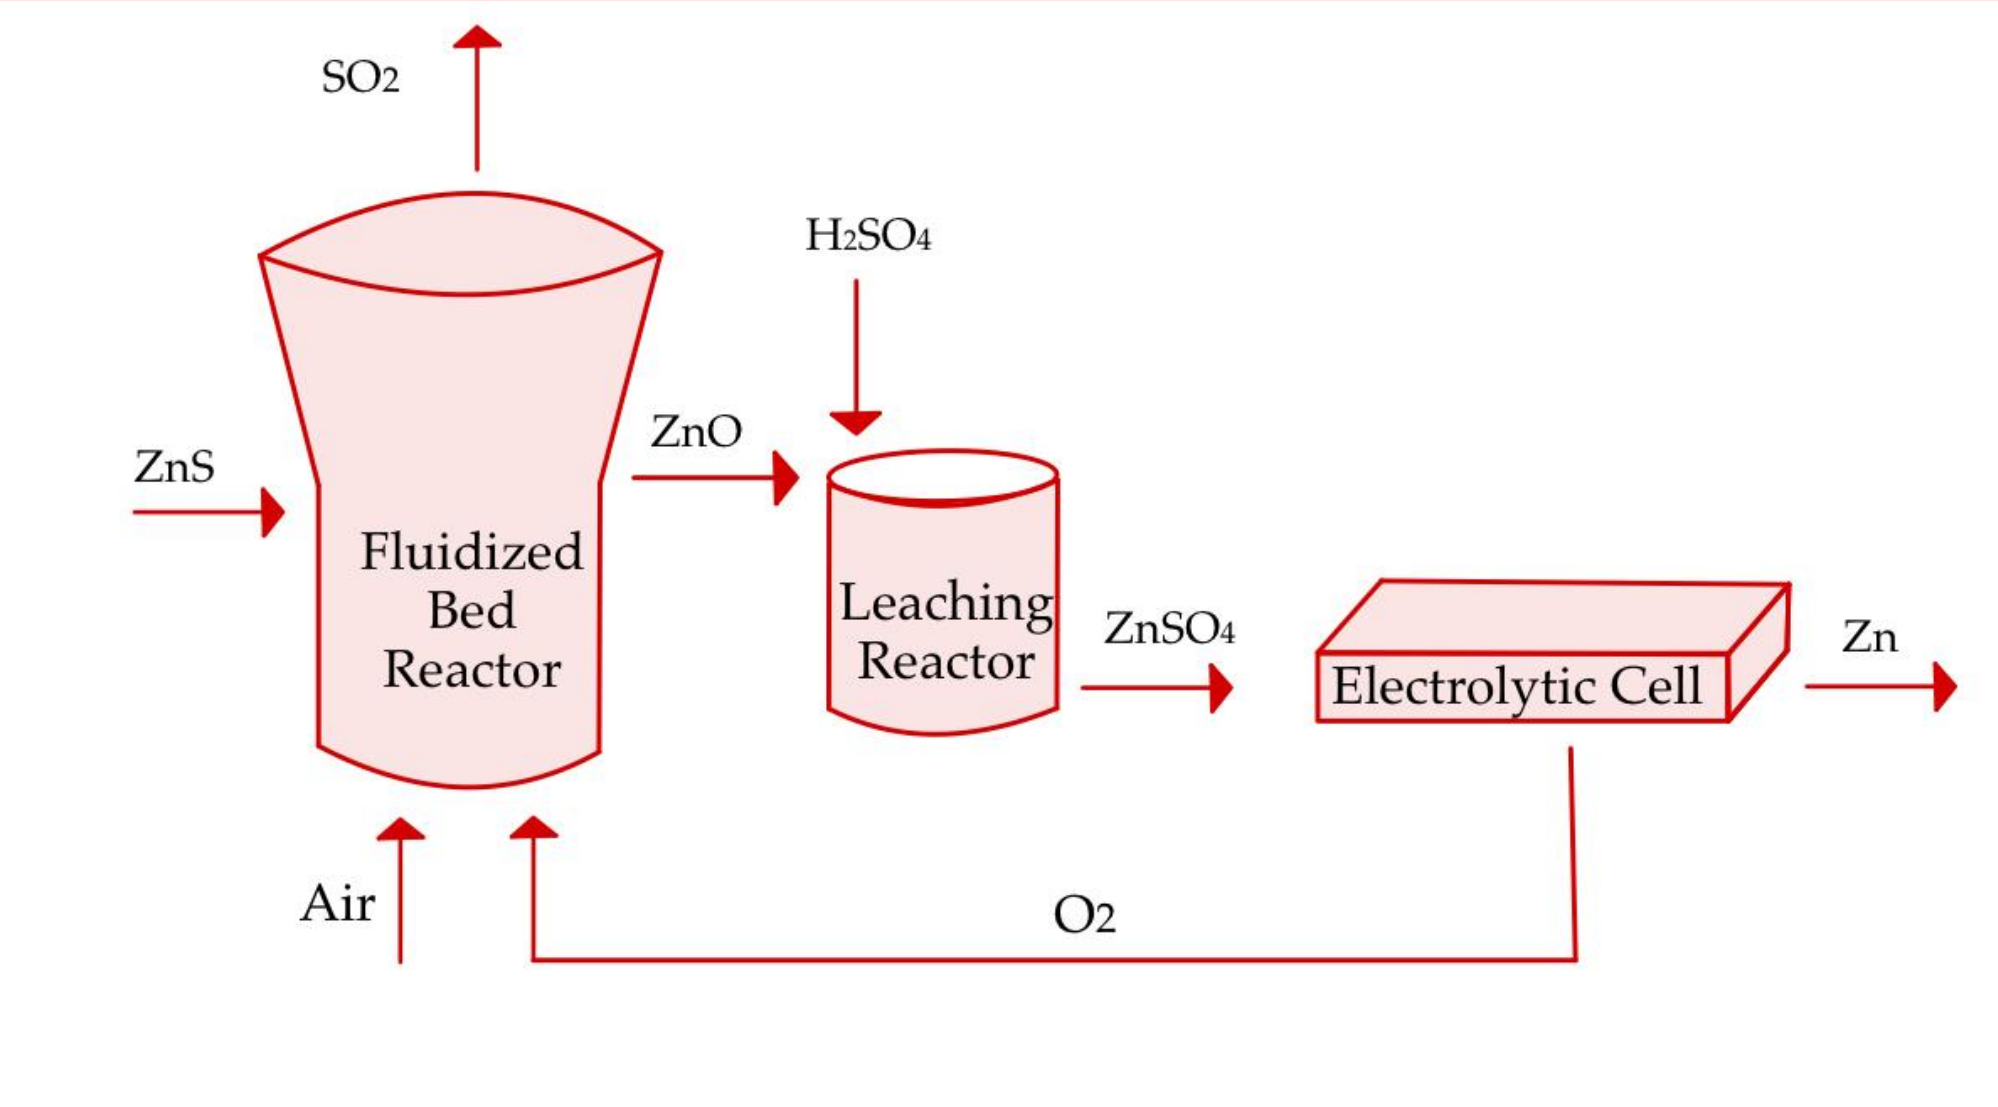 SO2
H2SO4
ZnO
ZnS
Fluidized
Bed
Reactor
Leaching
Reactor
ZnSO4
Electrolytic Cell
Zn
Air
O2